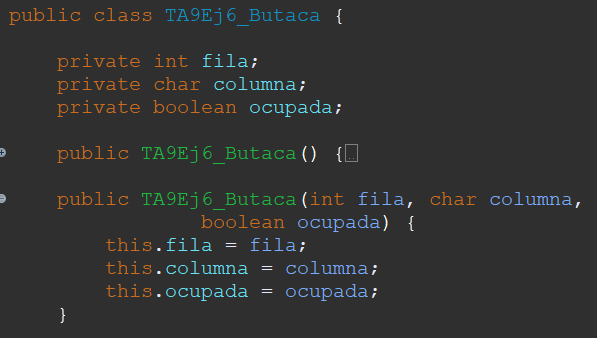 public class TA9Ej6_Butaca {
private int fila;
private char columna;
private boolean ocupada;
public TA9Ej6_Butaca() {
public TA9Ej6_Butaca(int fila, char columna,
boolean ocupada) {
this.fila = fila;
this.columna = columna;
this.ocupada = ocupada;
}